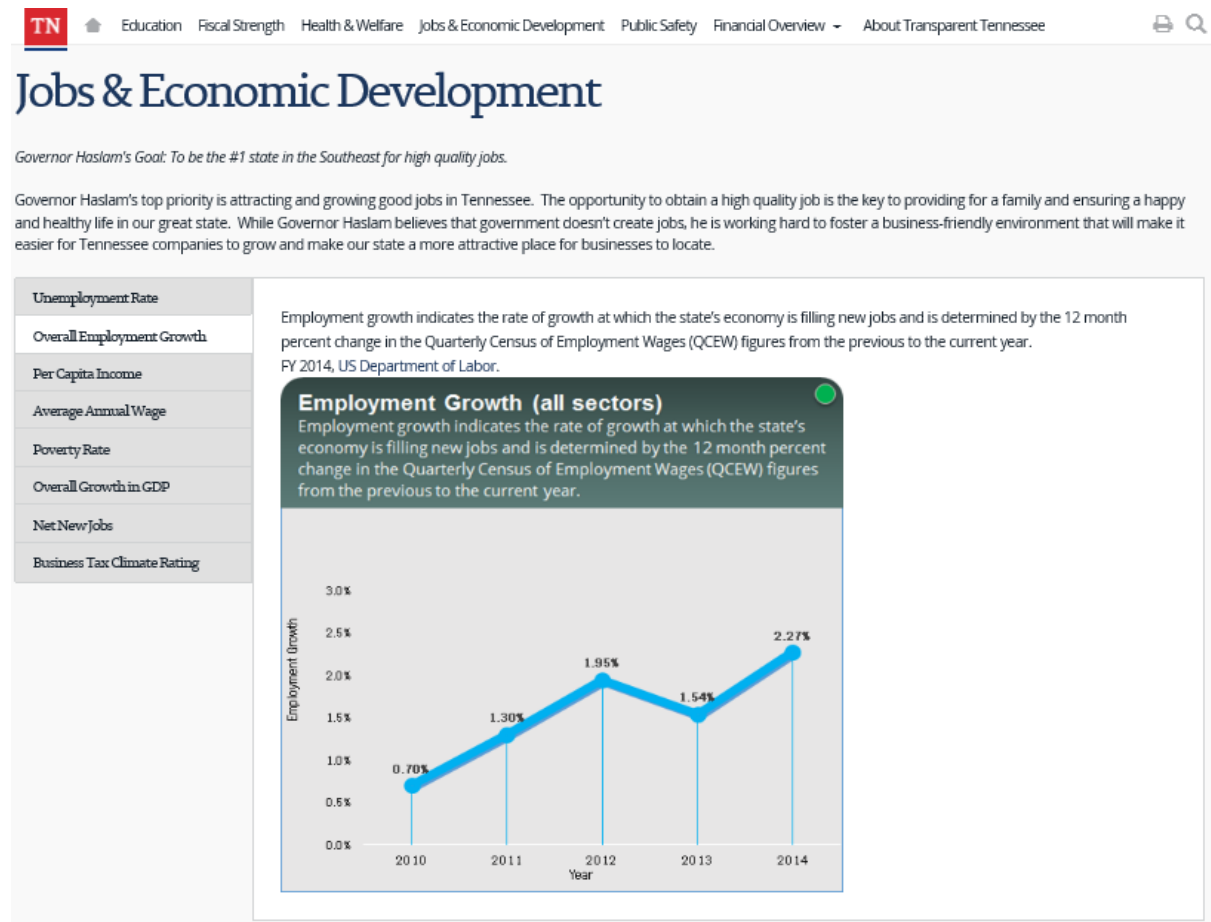 TN Education Fiscal Strength Health & Welfare Jobs & Economic Development Public Safety Financial Overview About Transparent Tennessee
Jobs & Economic Development
Governor Haslam's Goal: To be the #1 state in the Southeast for high quality jobs.
Governor Haslam's top priority is attracting and growing good jobs in Tennessee. The opportunity to obtain a high quality job is the key to providing for a family and ensuring a happy
and healthy life in our great state. While Governor Haslam believes that government doesn't create jobs, he is working hard to foster a business-friendly environment that will make it
easier for Tennessee companies to grow and make our state a more attractive place for businesses to locate.
Unemployment Rate
Overall Employment Growth
Per Capita Income
Average Annual Wage
Poverty Rate
Overall Growth in GDP
Net New Jobs
Business Tax Climate Rating
Employment growth indicates the rate of growth at which the state's economy is filling new jobs and is determined by the 12 month
percent change in the Quarterly Census of Employment Wages (QCEW) figures from the previous to the current year.
FY 2014, US Department of Labor.
Employment Growth (all sectors)
Employment growth indicates the rate of growth at which the state's
economy is filling new jobs and is determined by the 12 month percent
change in the Quarterly Census of Employment Wages (QCEW) figures
from the previous to the current year.
Employment Growth
3.0%
2.5%
2.0%
1.5%
1.0%
0.5%
0.0%
0.70%
1.30%
1.95%
1.54%
2.27%
2010 2011 2012 2013 2014
Year